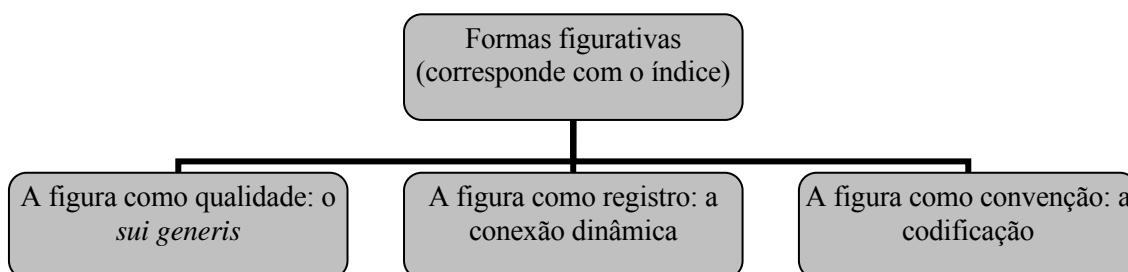 Formas figurativas
(corresponde com o índice)
A figura como qualidade: o
sui generis
A figura como registro: a
conexão dinâmica
A figura como convenção: a
codificação